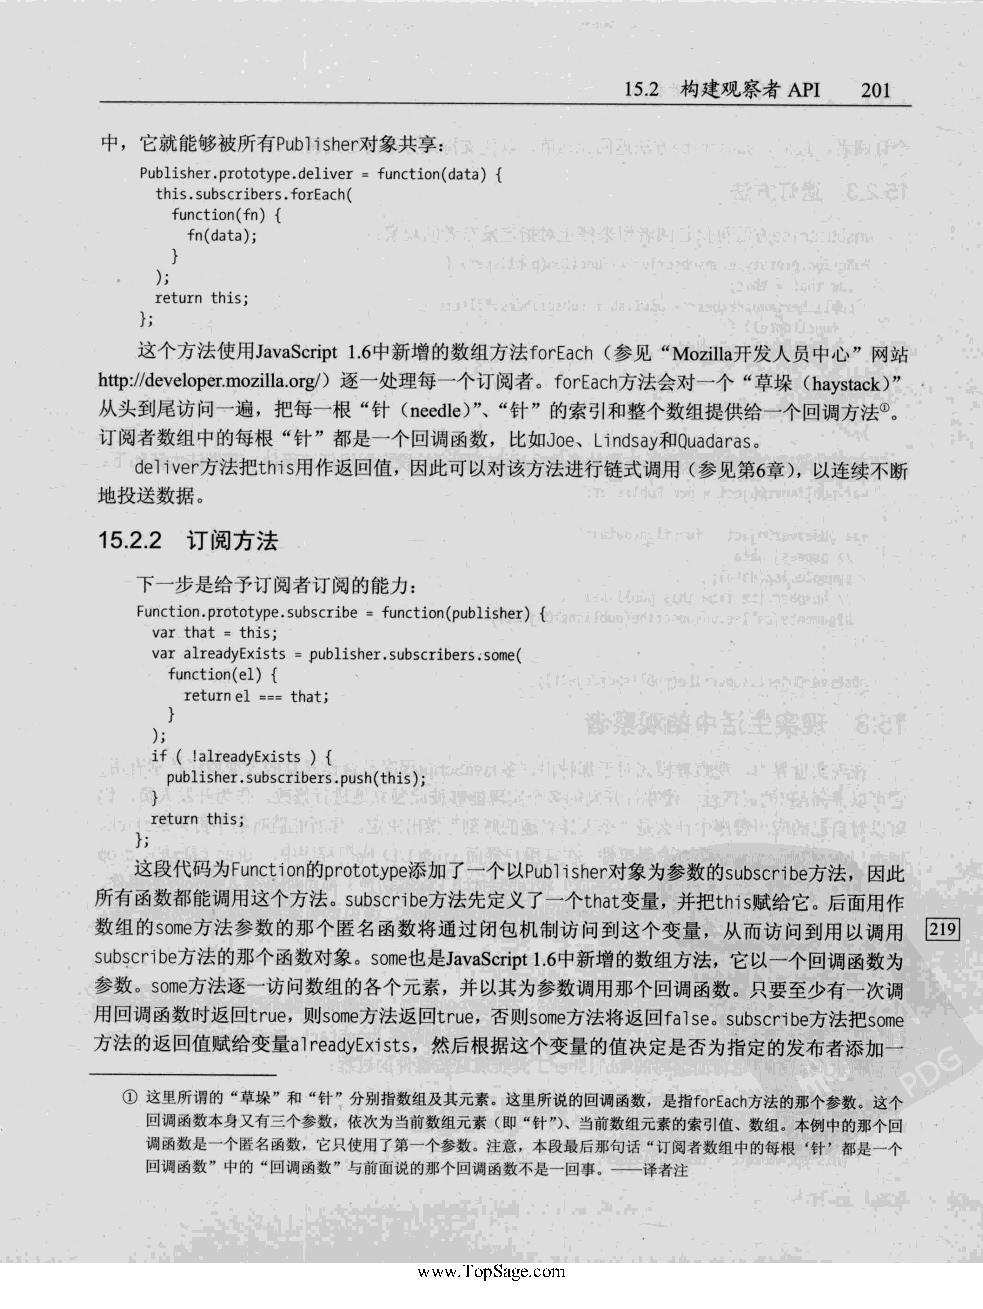 15.2 构建观察者 API 201
中，它就能够被所有Publisher对象共享：
Publisher.prototype.deliver = function(data) {
this.subscribers.forEach(
function(fn) {
fn(data);
}
);
return this;
};
这个方法使用JavaScript 1.6中新增的数组方法forEach（参见“Mozilla开发人员中心”网站
http://developer.mozilla.org/）逐一处理每一个订阅者。forEach方法会对一个“草垛（haystack）”
从头到尾访问一遍，把每一根“针（needle）”、“针”的索引和整个数组提供给一个回调方法①。
订阅者数组中的每根“针”都是一个回调函数，比如Joe、Lindsay和Quadaras。
deliver方法把this用作返回值，因此可以对该方法进行链式调用（参见第6章），以连续不断
地投送数据。
15.2.2 订阅方法
下一步是给予订阅者订阅的能力：
Function.prototype.subscribe = function(publisher) {
var that = this;
var alreadyExists = publisher.subscribers.some(
function(el) {
return el === that;
}
);
if ( !alreadyExists ) {
publisher.subscribers.push(this);
}
return this;
};
这段代码为Function的prototype添加了一个以Publisher对象为参数的subscribe方法，因此
所有函数都能调用这个方法。subscribe方法先定义了一个that变量，并把this赋给它。后面用作
数组的some方法参数的那个匿名函数将通过闭包机制访问到这个变量，从而访问到用以调用
219
subscribe方法的那个函数对象。some也是JavaScript 1.6中新增的数组方法，它以一个回调函数为
参数。some方法逐一访问数组的各个元素，并以其为参数调用那个回调函数。只要至少有一次调
用回调函数时返回true，则some方法返回true，否则some方法将返回false。subscribe方法把some
方法的返回值赋给变量alreadyExists，然后根据这个变量的值决定是否为指定的发布者添加一
① 这里所谓的“草垛”和“针”分别指数组及其元素。这里所说的回调函数，是指forEach方法的那个参数。这个
回调函数本身又有三个参数，依次为当前数组元素（即“针”）、当前数组元素的索引值、数组。本例中的那个回
调函数是一个匿名函数，它只使用了第一个参数。注意，本段最后那句话“订阅者数组中的每根‘针’都是一个
回调函数”中的“回调函数”与前面说的那个回调函数不是一回事。——译者注
PDG
www.TopSage.com